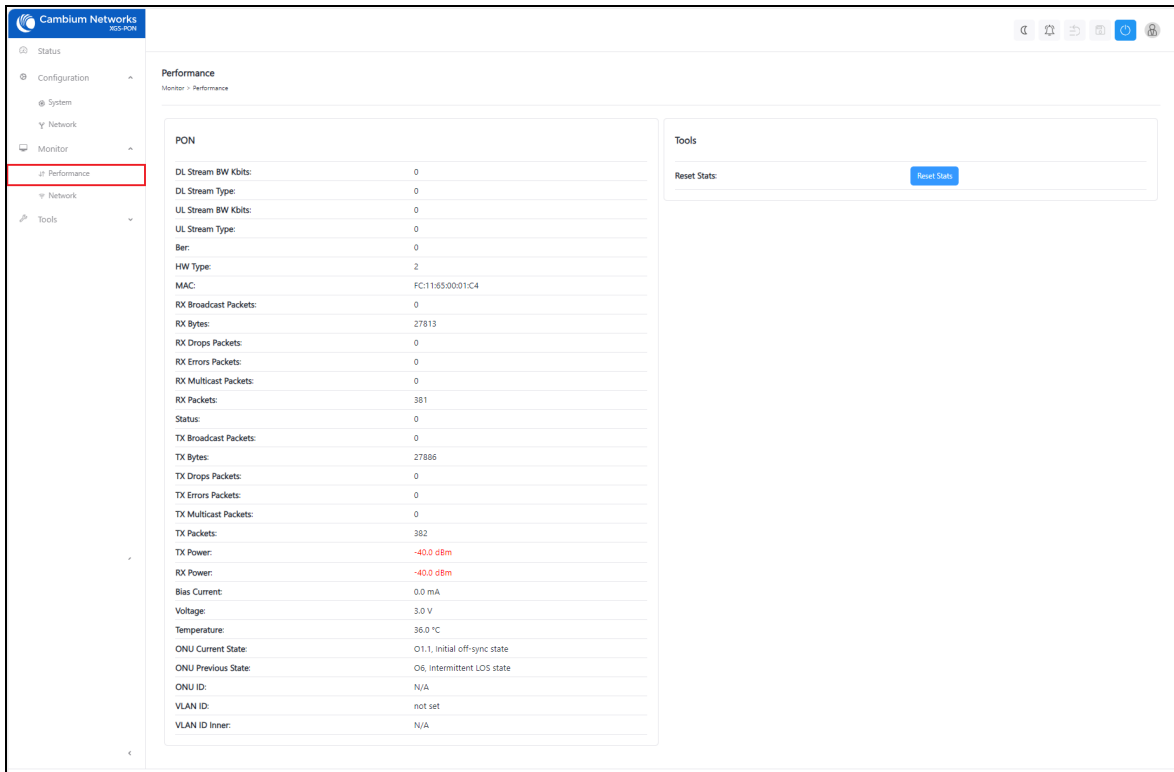 Cambium Networks
XGS-PON
Status
Configuration
System
Network
Monitor
Performance
Network
Tools
Performance
Monitor > Performance
PON
DL Stream BW Kbits: 0
DL Stream Type: 0
UL Stream BW Kbits: 0
UL Stream Type: 0
Ber: 0
HW Type: 2
MAC: FC:11:65:00:01:C4
RX Broadcast Packets: 0
RX Bytes: 27813
RX Drops Packets: 0
RX Errors Packets: 0
RX Multicast Packets: 0
RX Packets: 381
Status: 0
TX Broadcast Packets: 0
TX Bytes: 27886
TX Drops Packets: 0
TX Errors Packets: 0
TX Multicast Packets: 0
TX Packets: 382
TX Power: -40.0 dBm
RX Power: -40.0 dBm
Bias Current: 0.0 mA
Voltage: 3.0 V
Temperature: 36.0 °C
ONU Current State: O1.1, Initial off-sync state
ONU Previous State: O6, Intermittent LOS state
ONU ID: N/A
VLAN ID: not set
VLAN ID Inner: N/A
Tools
Reset Stats: Reset Stats